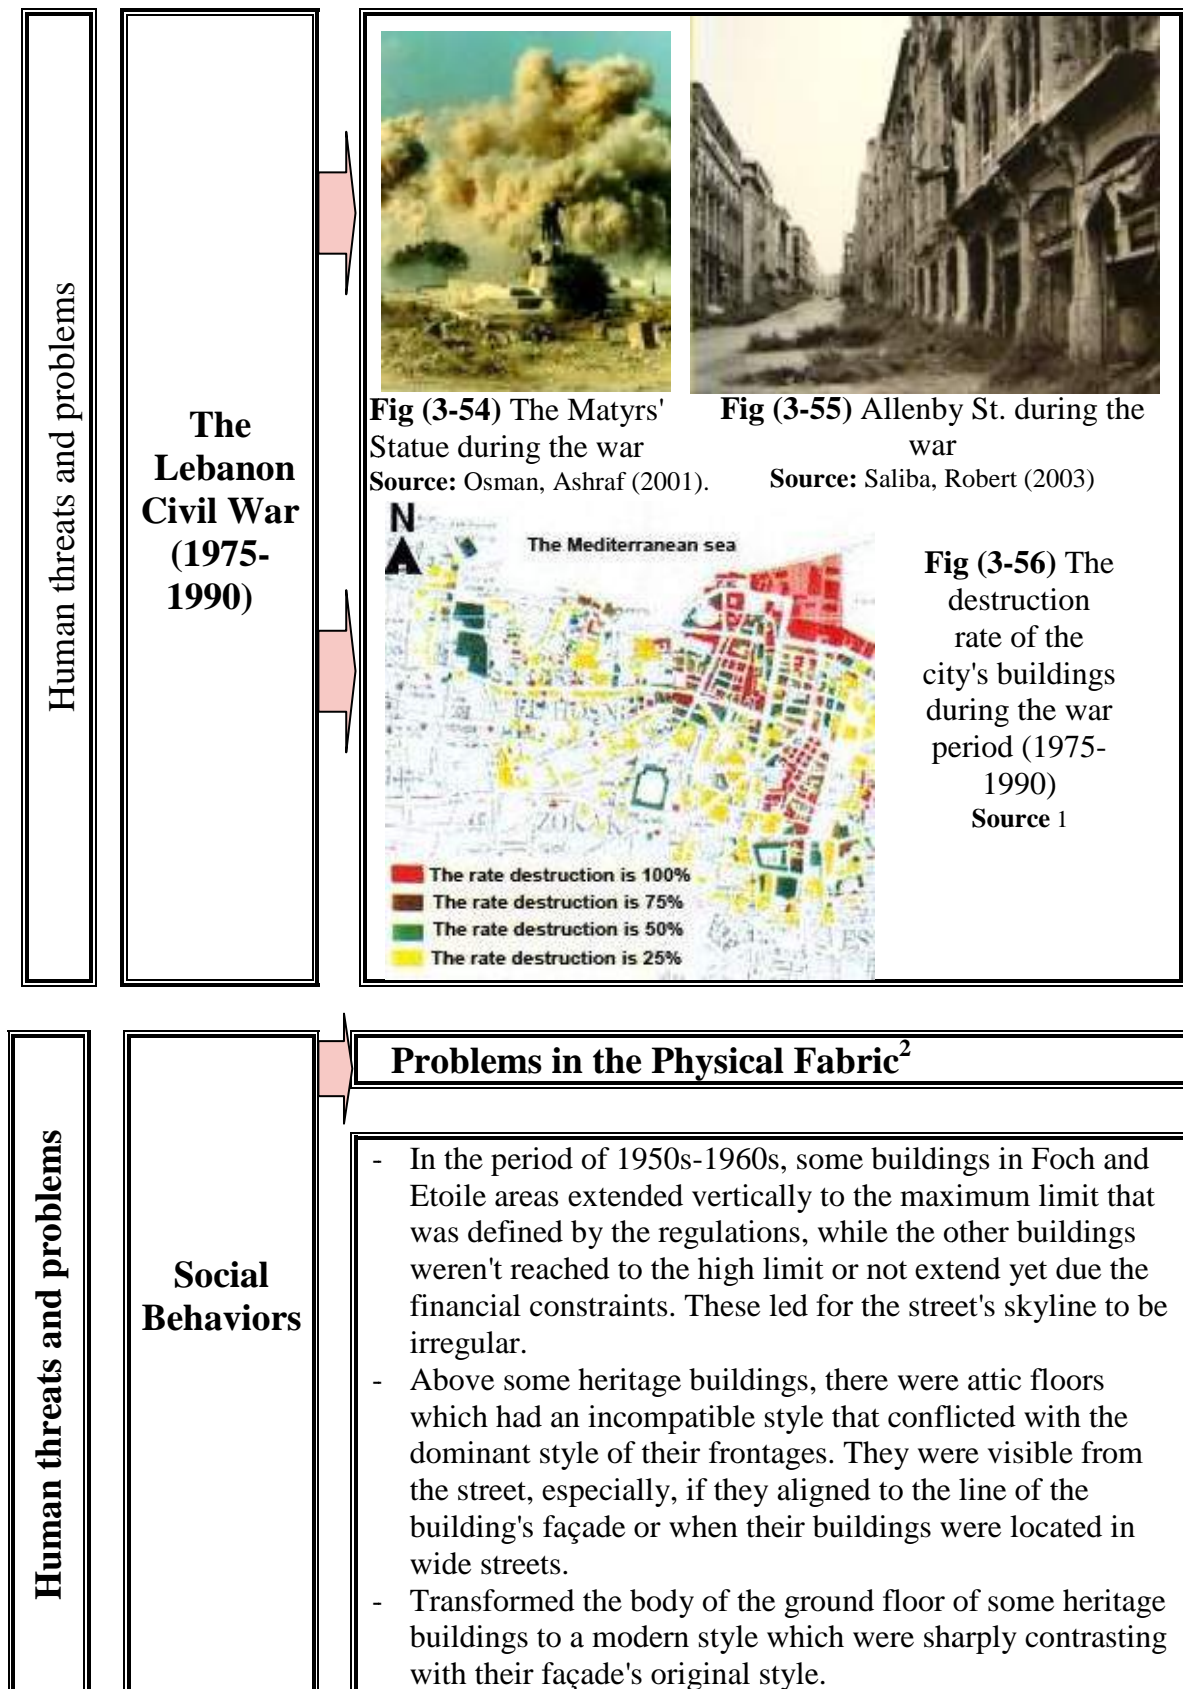 Human threats and problems
The
Lebanon
Civil War
(1975-
1990)
Fig (3-54) The Matyrs'
Statue during the war
Source: Osman, Ashraf (2001).
Fig (3-55) Allenby St. during the
war
Source: Saliba, Robert (2003)
N
The Mediterranean sea
ZOKAK
The rate destruction is 100%
The rate destruction is 75%
The rate destruction is 50%
The rate destruction is 25%
Fig (3-56) The
destruction
rate of the
city's buildings
during the war
period (1975-
1990)
Source 1
Human threats and problems
Social
Behaviors
Problems in the Physical Fabric²
- In the period of 1950s-1960s, some buildings in Foch and
Etoile areas extended vertically to the maximum limit that
was defined by the regulations, while the other buildings
weren't reached to the high limit or not extend yet due the
financial constraints. These led for the street's skyline to be
irregular.
- Above some heritage buildings, there were attic floors
which had an incompatible style that conflicted with the
dominant style of their frontages. They were visible from
the street, especially, if they aligned to the line of the
building's façade or when their buildings were located in
wide streets.
- Transformed the body of the ground floor of some heritage
buildings to a modern style which were sharply contrasting
with their façade's original style.